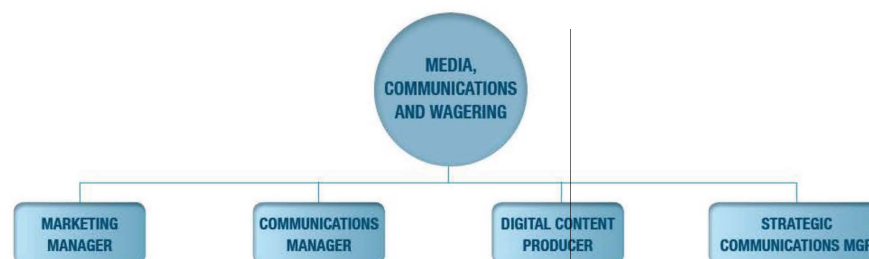 MEDIA,
COMMUNICATIONS
AND WAGERING
MARKETING
MANAGER
COMMUNICATIONS
MANAGER
DIGITAL CONTENT
PRODUCER
STRATEGIC
COMMUNICATIONS MGR